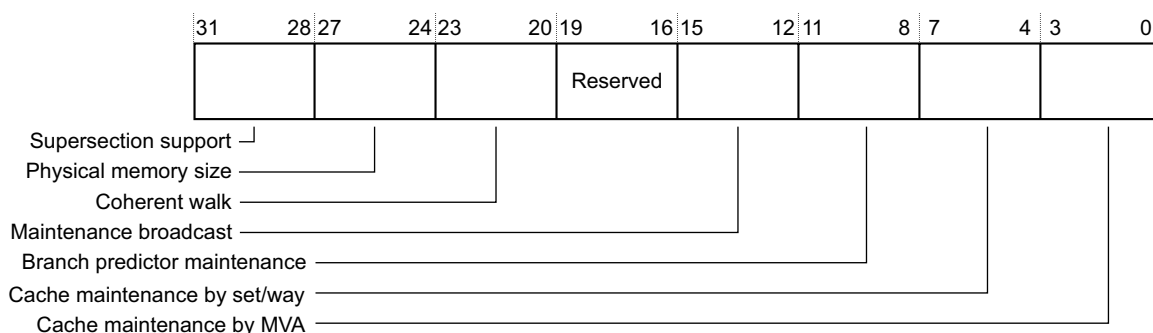 31 28 27 24 23 20 19 16 15 12 11 8 7 4 3 0
Reserved
Supersection support
Physical memory size
Coherent walk
Maintenance broadcast
Branch predictor maintenance
Cache maintenance by set/way
Cache maintenance by MVA